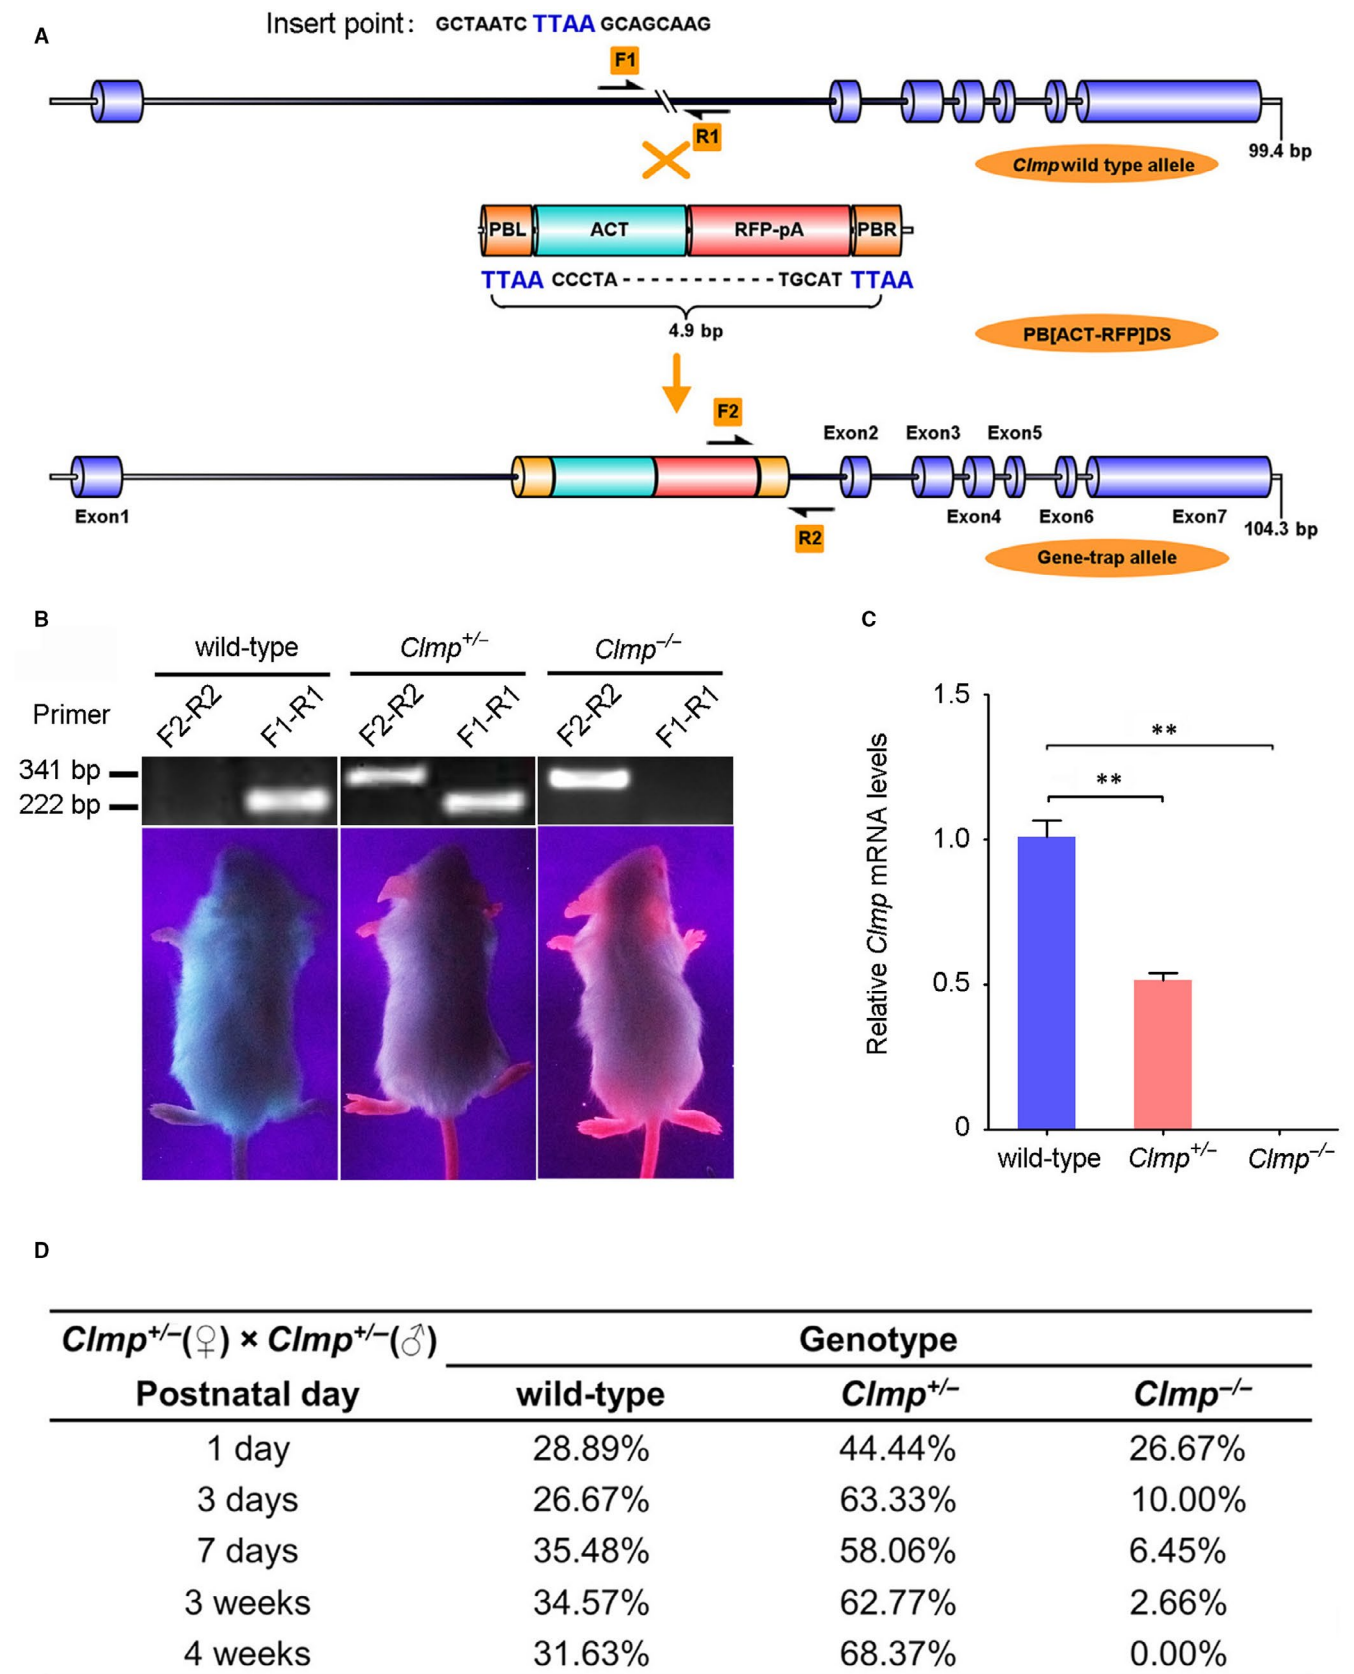 A
Insert point: GCTAATC TTAA GCAGCAAG
F1
R1
99.4 bp
Clmp wild type allele
PBL ACT RFP-pA PBR
TTAA CCCTA-----------TGCAT TTAA
4.9 bp
PB[ACT-RFP]DS
F2
Exon2 Exon3 Exon5
Exon1 Exon4 Exon6 Exon7
104.3 bp
R2
Gene-trap allele
B
wild-type Clmp+/– Clmp–/–
Primer F2-R2 F1-R1 F2-R2 F1-R1 F2-R2 F1-R1
341 bp
222 bp
C
Relative Clmp mRNA levels
1.5
**
**
1.0
0.5
0
wild-type Clmp+/– Clmp–/–
D
Clmp+/–(♀) × Clmp+/–(♂) Genotype
Postnatal day wild-type Clmp+/– Clmp–/–
1 day 28.89% 44.44% 26.67%
3 days 26.67% 63.33% 10.00%
7 days 35.48% 58.06% 6.45%
3 weeks 34.57% 62.77% 2.66%
4 weeks 31.63% 68.37% 0.00%